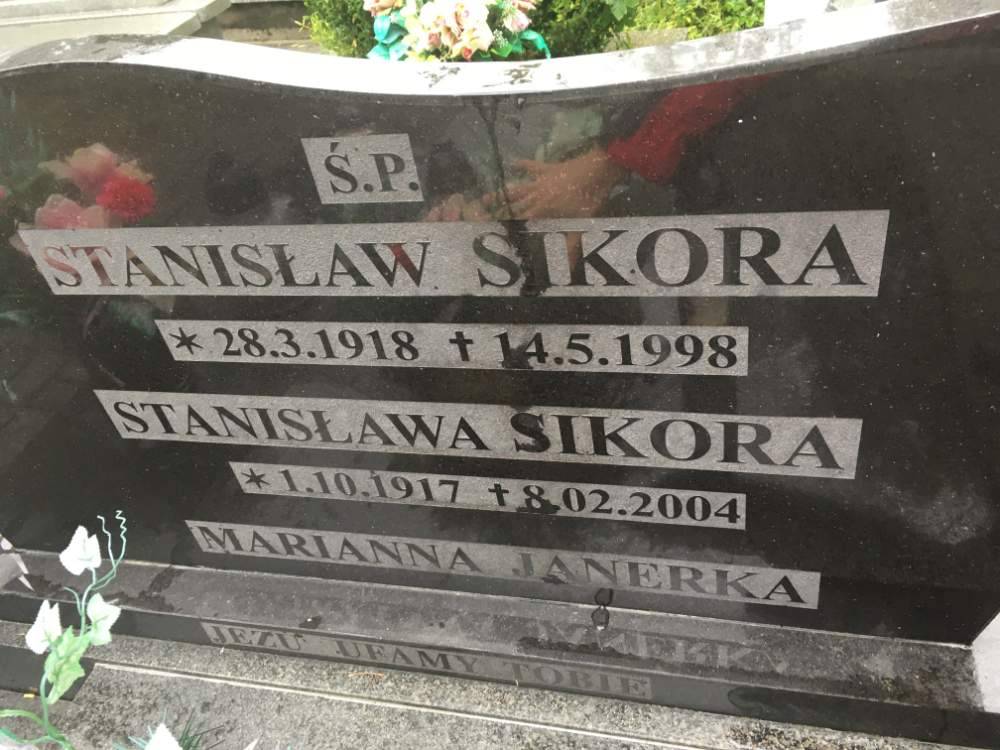 Ś.P.
STANISŁAW SIKORA
* 28.3.1918 † 14.5.1998
STANISŁAWA SIKORA
* 1.10.1917 † 8.02.2004
MARIANNA JANERKA
JEZU UFAMY TOBIE